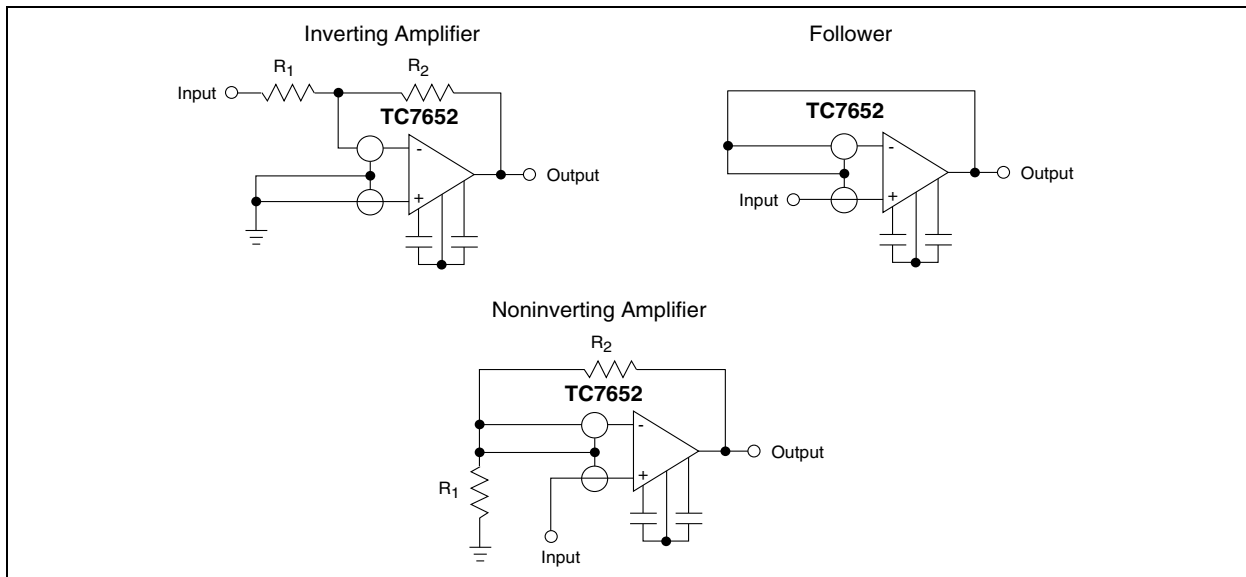 Inverting Amplifier
R1
R2
Input
TC7652
-
+
Output
Follower
TC7652
-
Input
+
Output
Noninverting Amplifier
R2
TC7652
-
+
Output
R1
Input